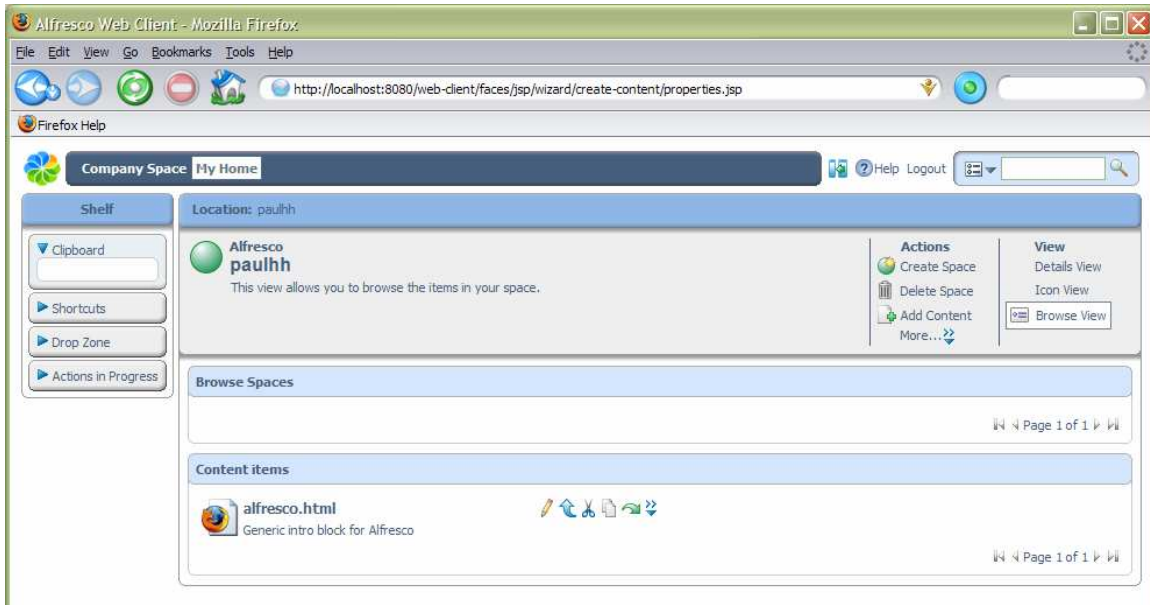 Alfresco Web Client - Mozilla Firefox
File Edit View Go Bookmarks Tools Help
http://localhost:8080/web-client/faces/jsp/wizard/create-content/properties.jsp
Firefox Help
Company Space My Home
Help Logout
Shelf
Clipboard
Shortcuts
Drop Zone
Actions in Progress
Location: paulhh
Alfresco
paulhh
This view allows you to browse the items in your space.
Actions
Create Space
Delete Space
Add Content
More...
View
Details View
Icon View
Browse View
Browse Spaces
Page 1 of 1
Content items
alfresco.html
Generic intro block for Alfresco
Page 1 of 1